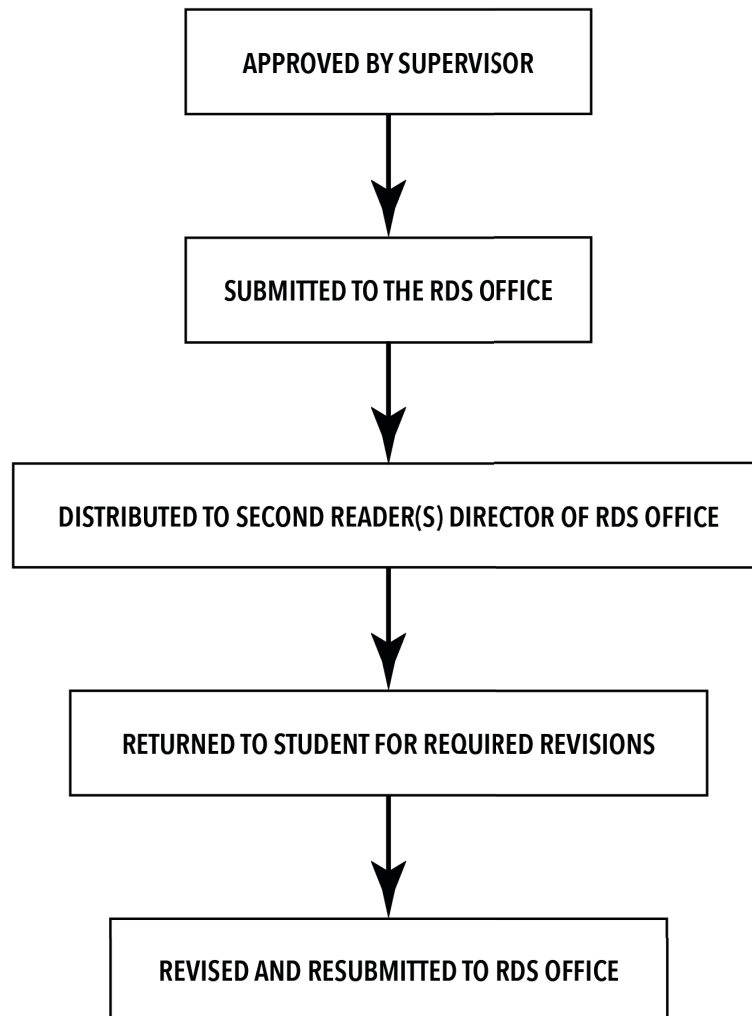 APPROVED BY SUPERVISOR
SUBMITTED TO THE RDS OFFICE
DISTRIBUTED TO SECOND READER(S) DIRECTOR OF RDS OFFICE
RETURNED TO STUDENT FOR REQUIRED REVISIONS
REVISED AND RESUBMITTED TO RDS OFFICE